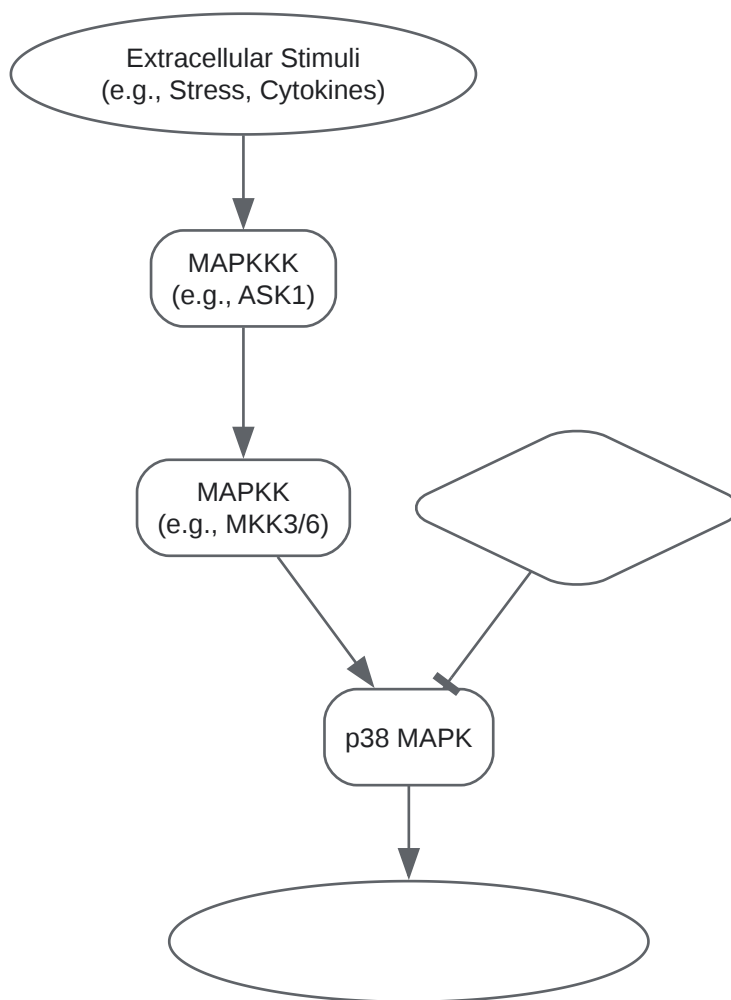 Extracellular Stimuli
(e.g., Stress, Cytokines)
MAPKKK
(e.g., ASK1)
MAPKK
(e.g., MKK3/6)
p38 MAPK